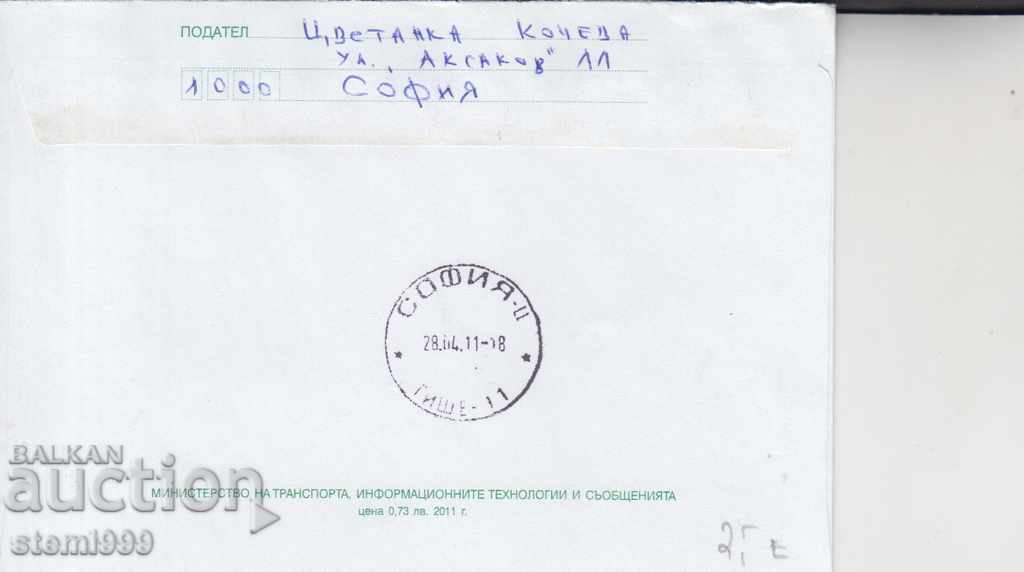 ПОДАТЕЛ Цветанка Кочева
ул. „Аксаков" 11
1000 София
СОФИЯ-Ц
28.04.11-18
* *
ГИШЕ-11
BALKAN
auction
МИНИСТЕРСТВО НА ТРАНСПОРТА, ИНФОРМАЦИОННИТЕ ТЕХНОЛОГИИ И СЪОБЩЕНИЯТА
цена 0,73 лв. 2011 г.
stemi999